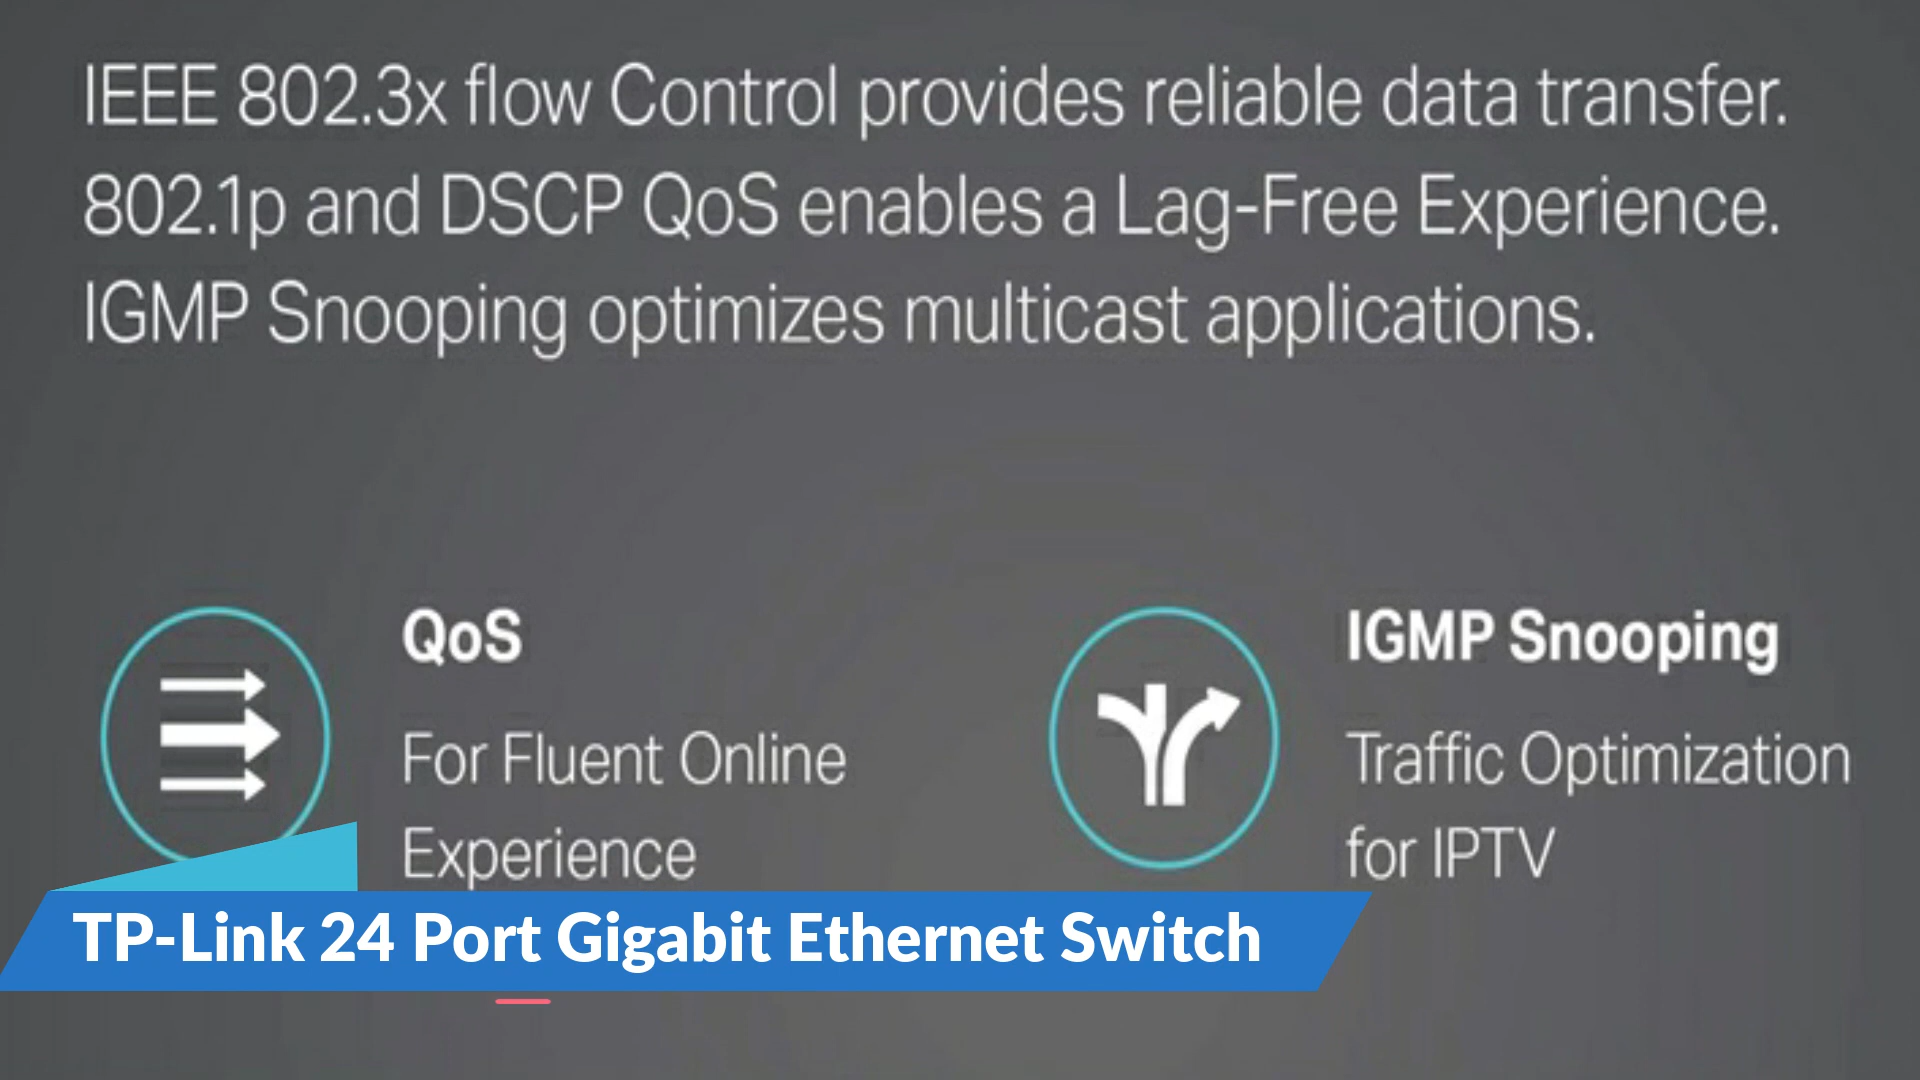 IEEE 802.3x flow Control provides reliable data transfer.
802.1p and DSCP QoS enables a Lag-Free Experience.
IGMP Snooping optimizes multicast applications.
QoS
For Fluent Online
Experience
IGMP Snooping
Traffic Optimization
for IPTV
TP-Link 24 Port Gigabit Ethernet Switch